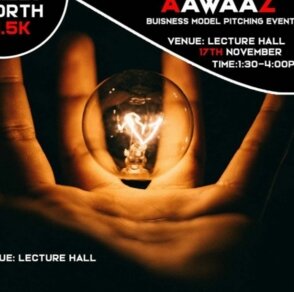 ORTH
.5K
AAWAAZ
BUISNESS MODEL PITCHING EVENT
VENUE: LECTURE HALL
17TH NOVEMBER
TIME:1:30-4:00P
UE: LECTURE HALL